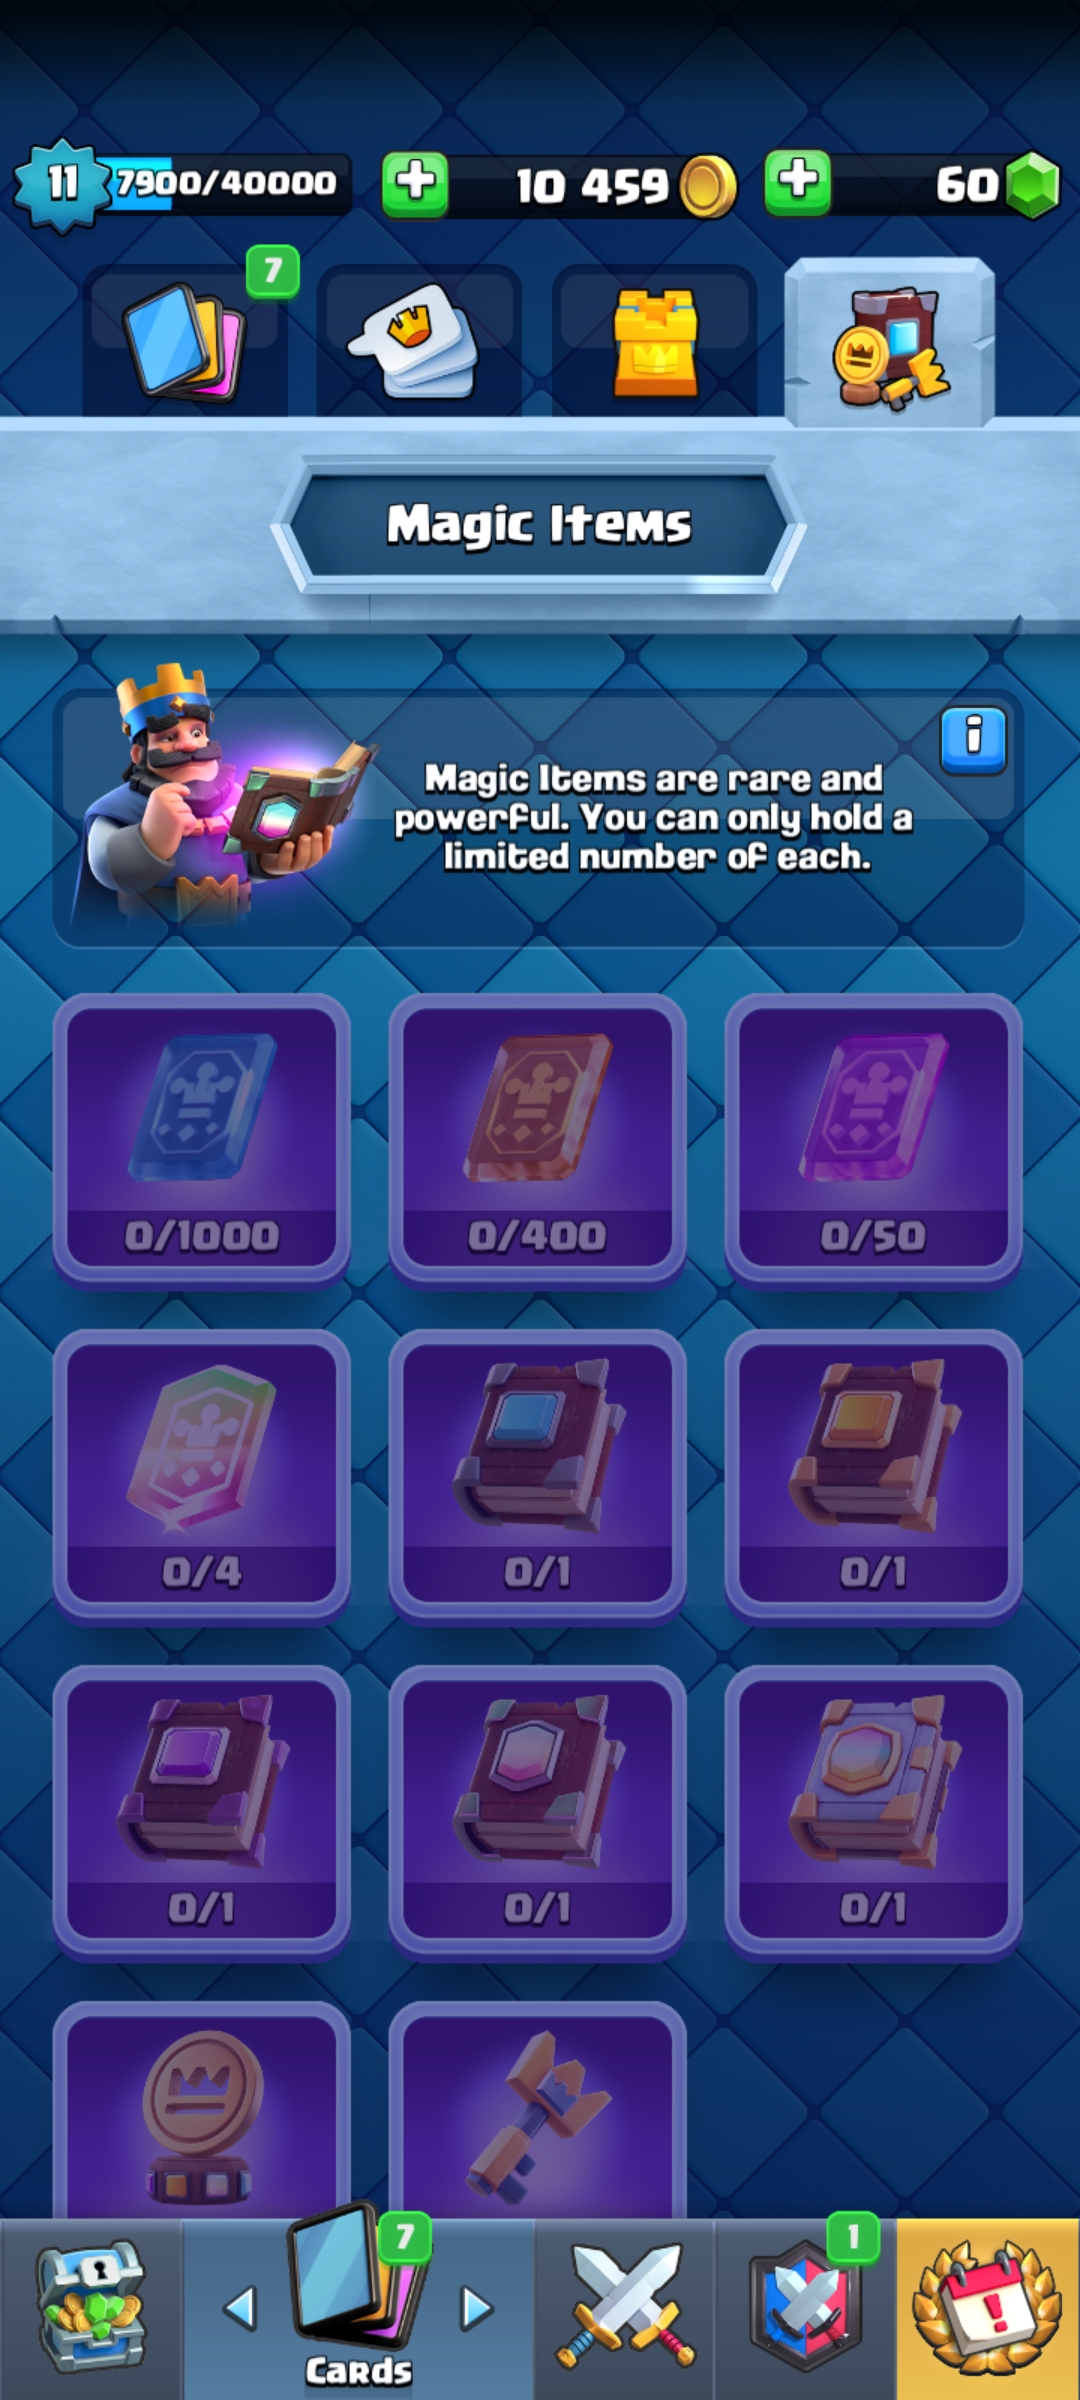 11
7900/40000
10 459
60
7
Magic Items
i
Magic Items are rare and
powerful. You can only hold a
limited number of each.
0/1000
0/400
0/50
0/4
0/1
0/1
0/1
0/1
0/1
7
1
Cards